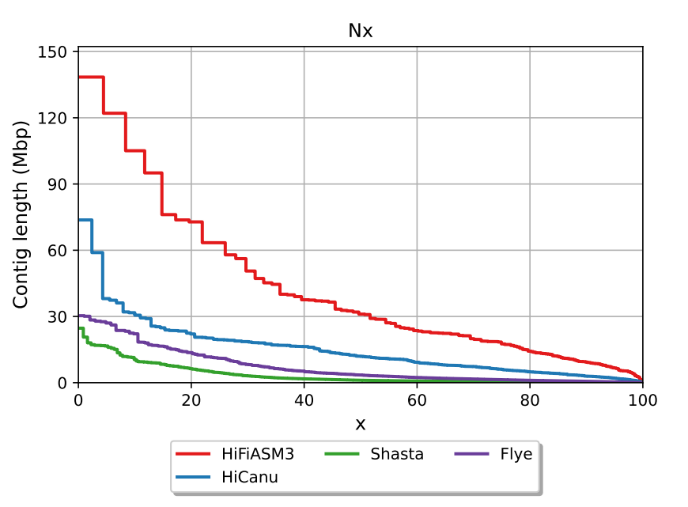 Nx
150
120
90
60
30
0
Contig length (Mbp)
0 20 40 60 80 100
x
HiFiASM3 Shasta Flye
HiCanu